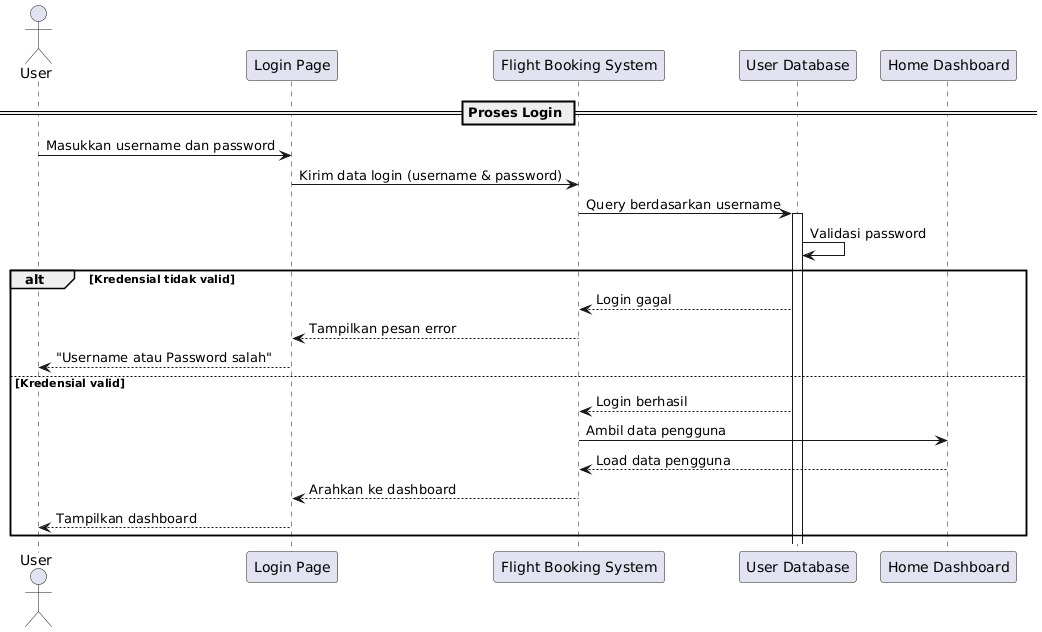 User
Login Page
Flight Booking System
User Database
Home Dashboard
Proses Login
Masukkan username dan password
Kirim data login (username & password)
Query berdasarkan username
Validasi password
alt
[Kredensial tidak valid]
Login gagal
Tampilkan pesan error
"Username atau Password salah"
[Kredensial valid]
Login berhasil
Ambil data pengguna
Load data pengguna
Arahkan ke dashboard
Tampilkan dashboard
User
Login Page
Flight Booking System
User Database
Home Dashboard